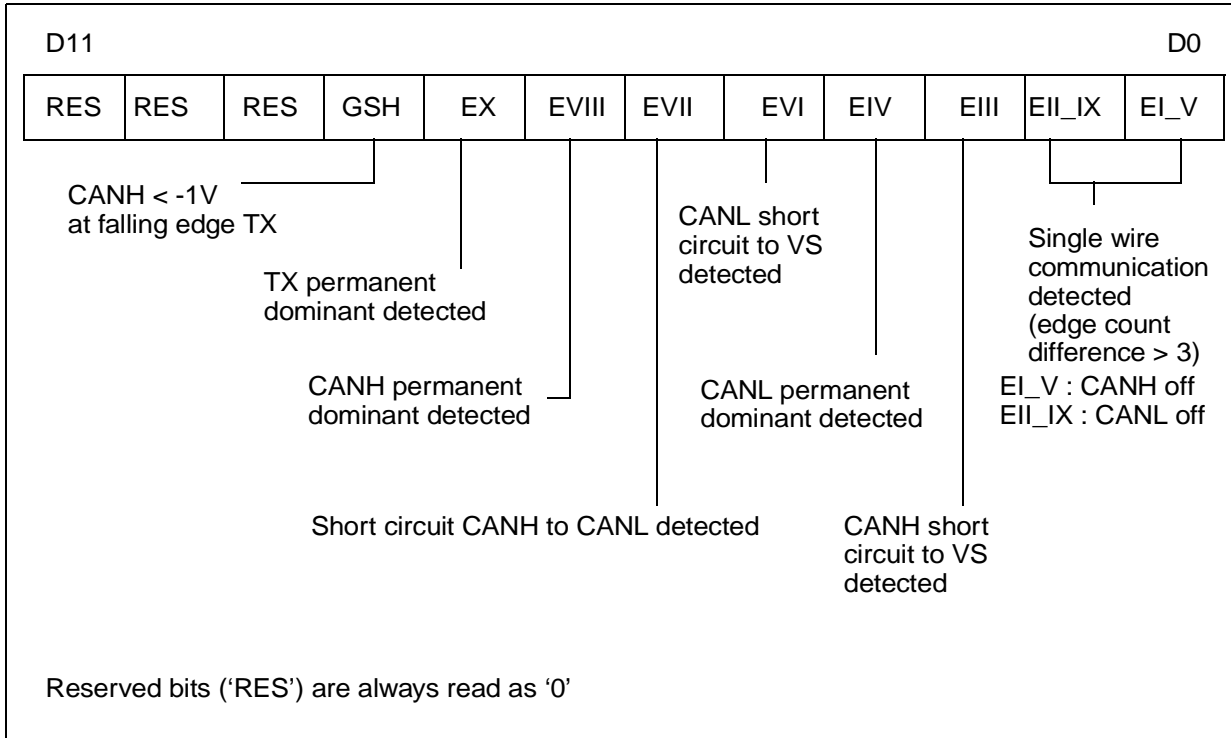 D11 D0
RES RES RES GSH EX EVIII EVII EVI EIV EIII EII_IX EI_V
CANH < -1V
at falling edge TX
TX permanent
dominant detected
CANH permanent
dominant detected
Short circuit CANH to CANL detected
CANL short
circuit to VS
detected
CANL permanent
dominant detected
CANH short
circuit to VS
detected
Single wire
communication
detected
(edge count
difference > 3)
EI_V : CANH off
EII_IX : CANL off
Reserved bits (‘RES’) are always read as ‘0’